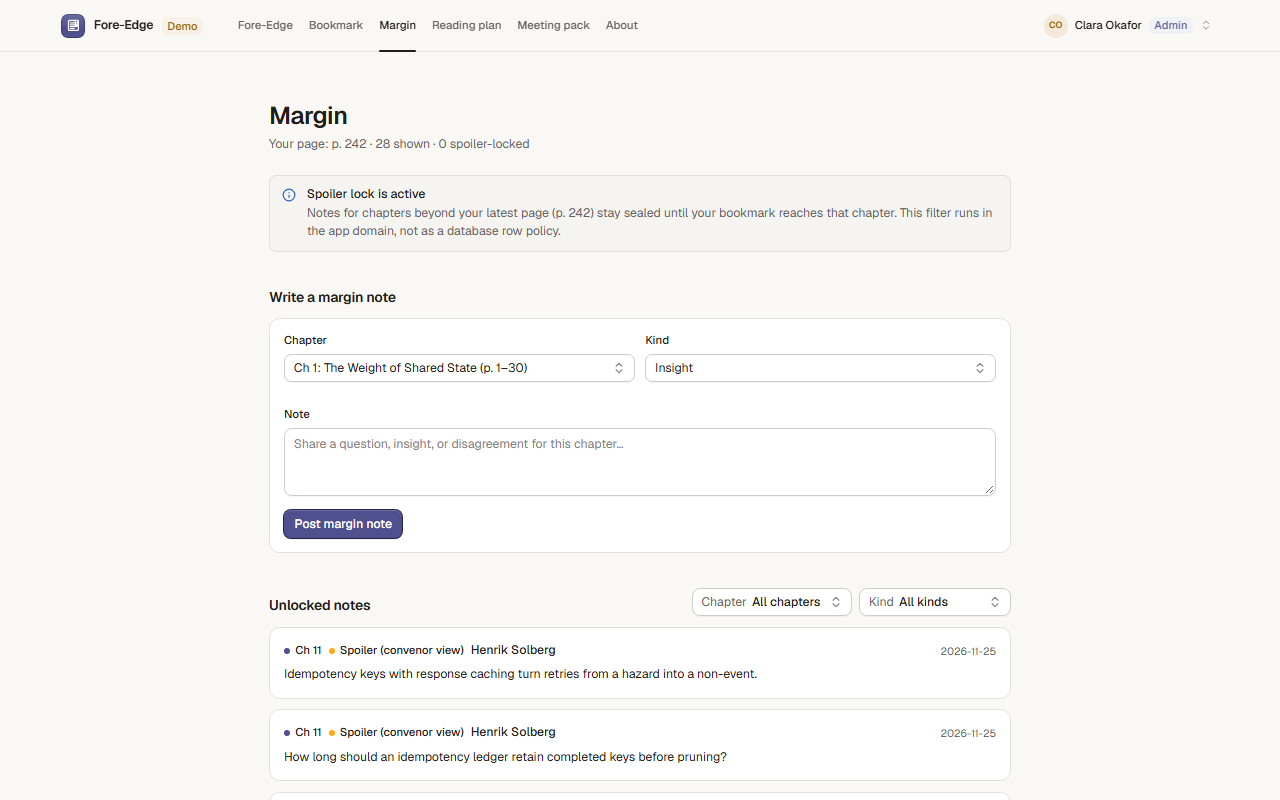 Fore-Edge Demo Fore-Edge Bookmark Margin Reading plan Meeting pack About CO Clara Okafor Admin
Margin
Your page: p. 242 · 28 shown · 0 spoiler-locked
Spoiler lock is active
Notes for chapters beyond your latest page (p. 242) stay sealed until your bookmark reaches that chapter. This filter runs in
the app domain, not as a database row policy.
Write a margin note
Chapter Kind
Ch 1: The Weight of Shared State (p. 1–30) Insight
Note
Share a question, insight, or disagreement for this chapter…
Post margin note
Unlocked notes Chapter All chapters Kind All kinds
Ch 11 Spoiler (convenor view) Henrik Solberg 2026-11-25
Idempotency keys with response caching turn retries from a hazard into a non-event.
Ch 11 Spoiler (convenor view) Henrik Solberg 2026-11-25
How long should an idempotency ledger retain completed keys before pruning?